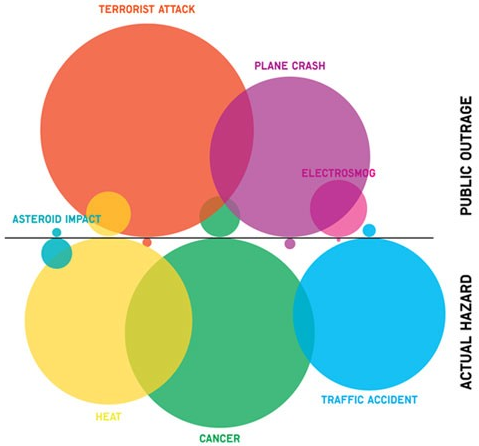 TERRORIST ATTACK
PLANE CRASH
ELECTROSMOG
ASTEROID IMPACT
HEAT
CANCER
TRAFFIC ACCIDENT
PUBLIC OUTRAGE
ACTUAL HAZARD